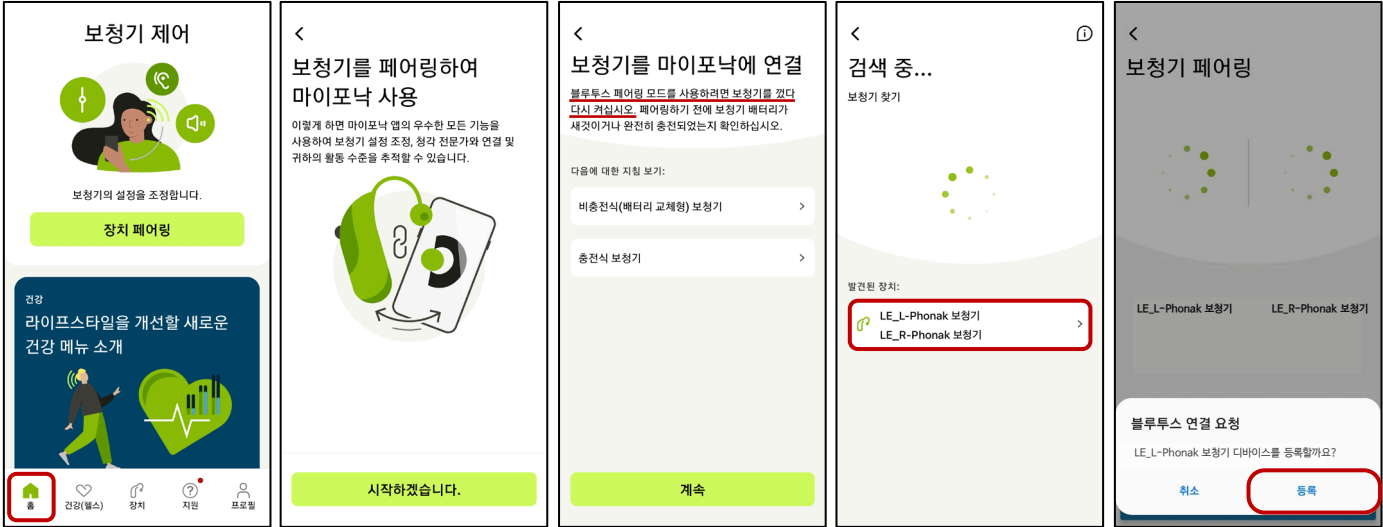 보청기 제어
보청기의 설정을 조정합니다.
장치 페어링
건강
라이프스타일을 개선할 새로운
건강 메뉴 소개
홈
건강(헬스)
장치
지원
프로필
보청기를 페어링하여
마이포낙 사용
이렇게 하면 마이포낙 앱의 우수한 모든 기능을
사용하여 보청기 설정 조정, 청각 전문가와 연결 및
귀하의 활동 수준을 추적할 수 있습니다.
시작하겠습니다.
보청기를 마이포낙에 연결
블루투스 페어링 모드를 사용하려면 보청기를 껐다
다시 켜십시오. 페어링하기 전에 보청기 배터리가
새것이거나 완전히 충전되었는지 확인하십시오.
다음에 대한 지침 보기:
비충전식(배터리 교체형) 보청기
충전식 보청기
계속
검색 중...
보청기 찾기
발견된 장치:
LE_L-Phonak 보청기
LE_R-Phonak 보청기
보청기 페어링
LE_L-Phonak 보청기
LE_R-Phonak 보청기
블루투스 연결 요청
LE_L-Phonak 보청기 디바이스를 등록할까요?
취소
등록